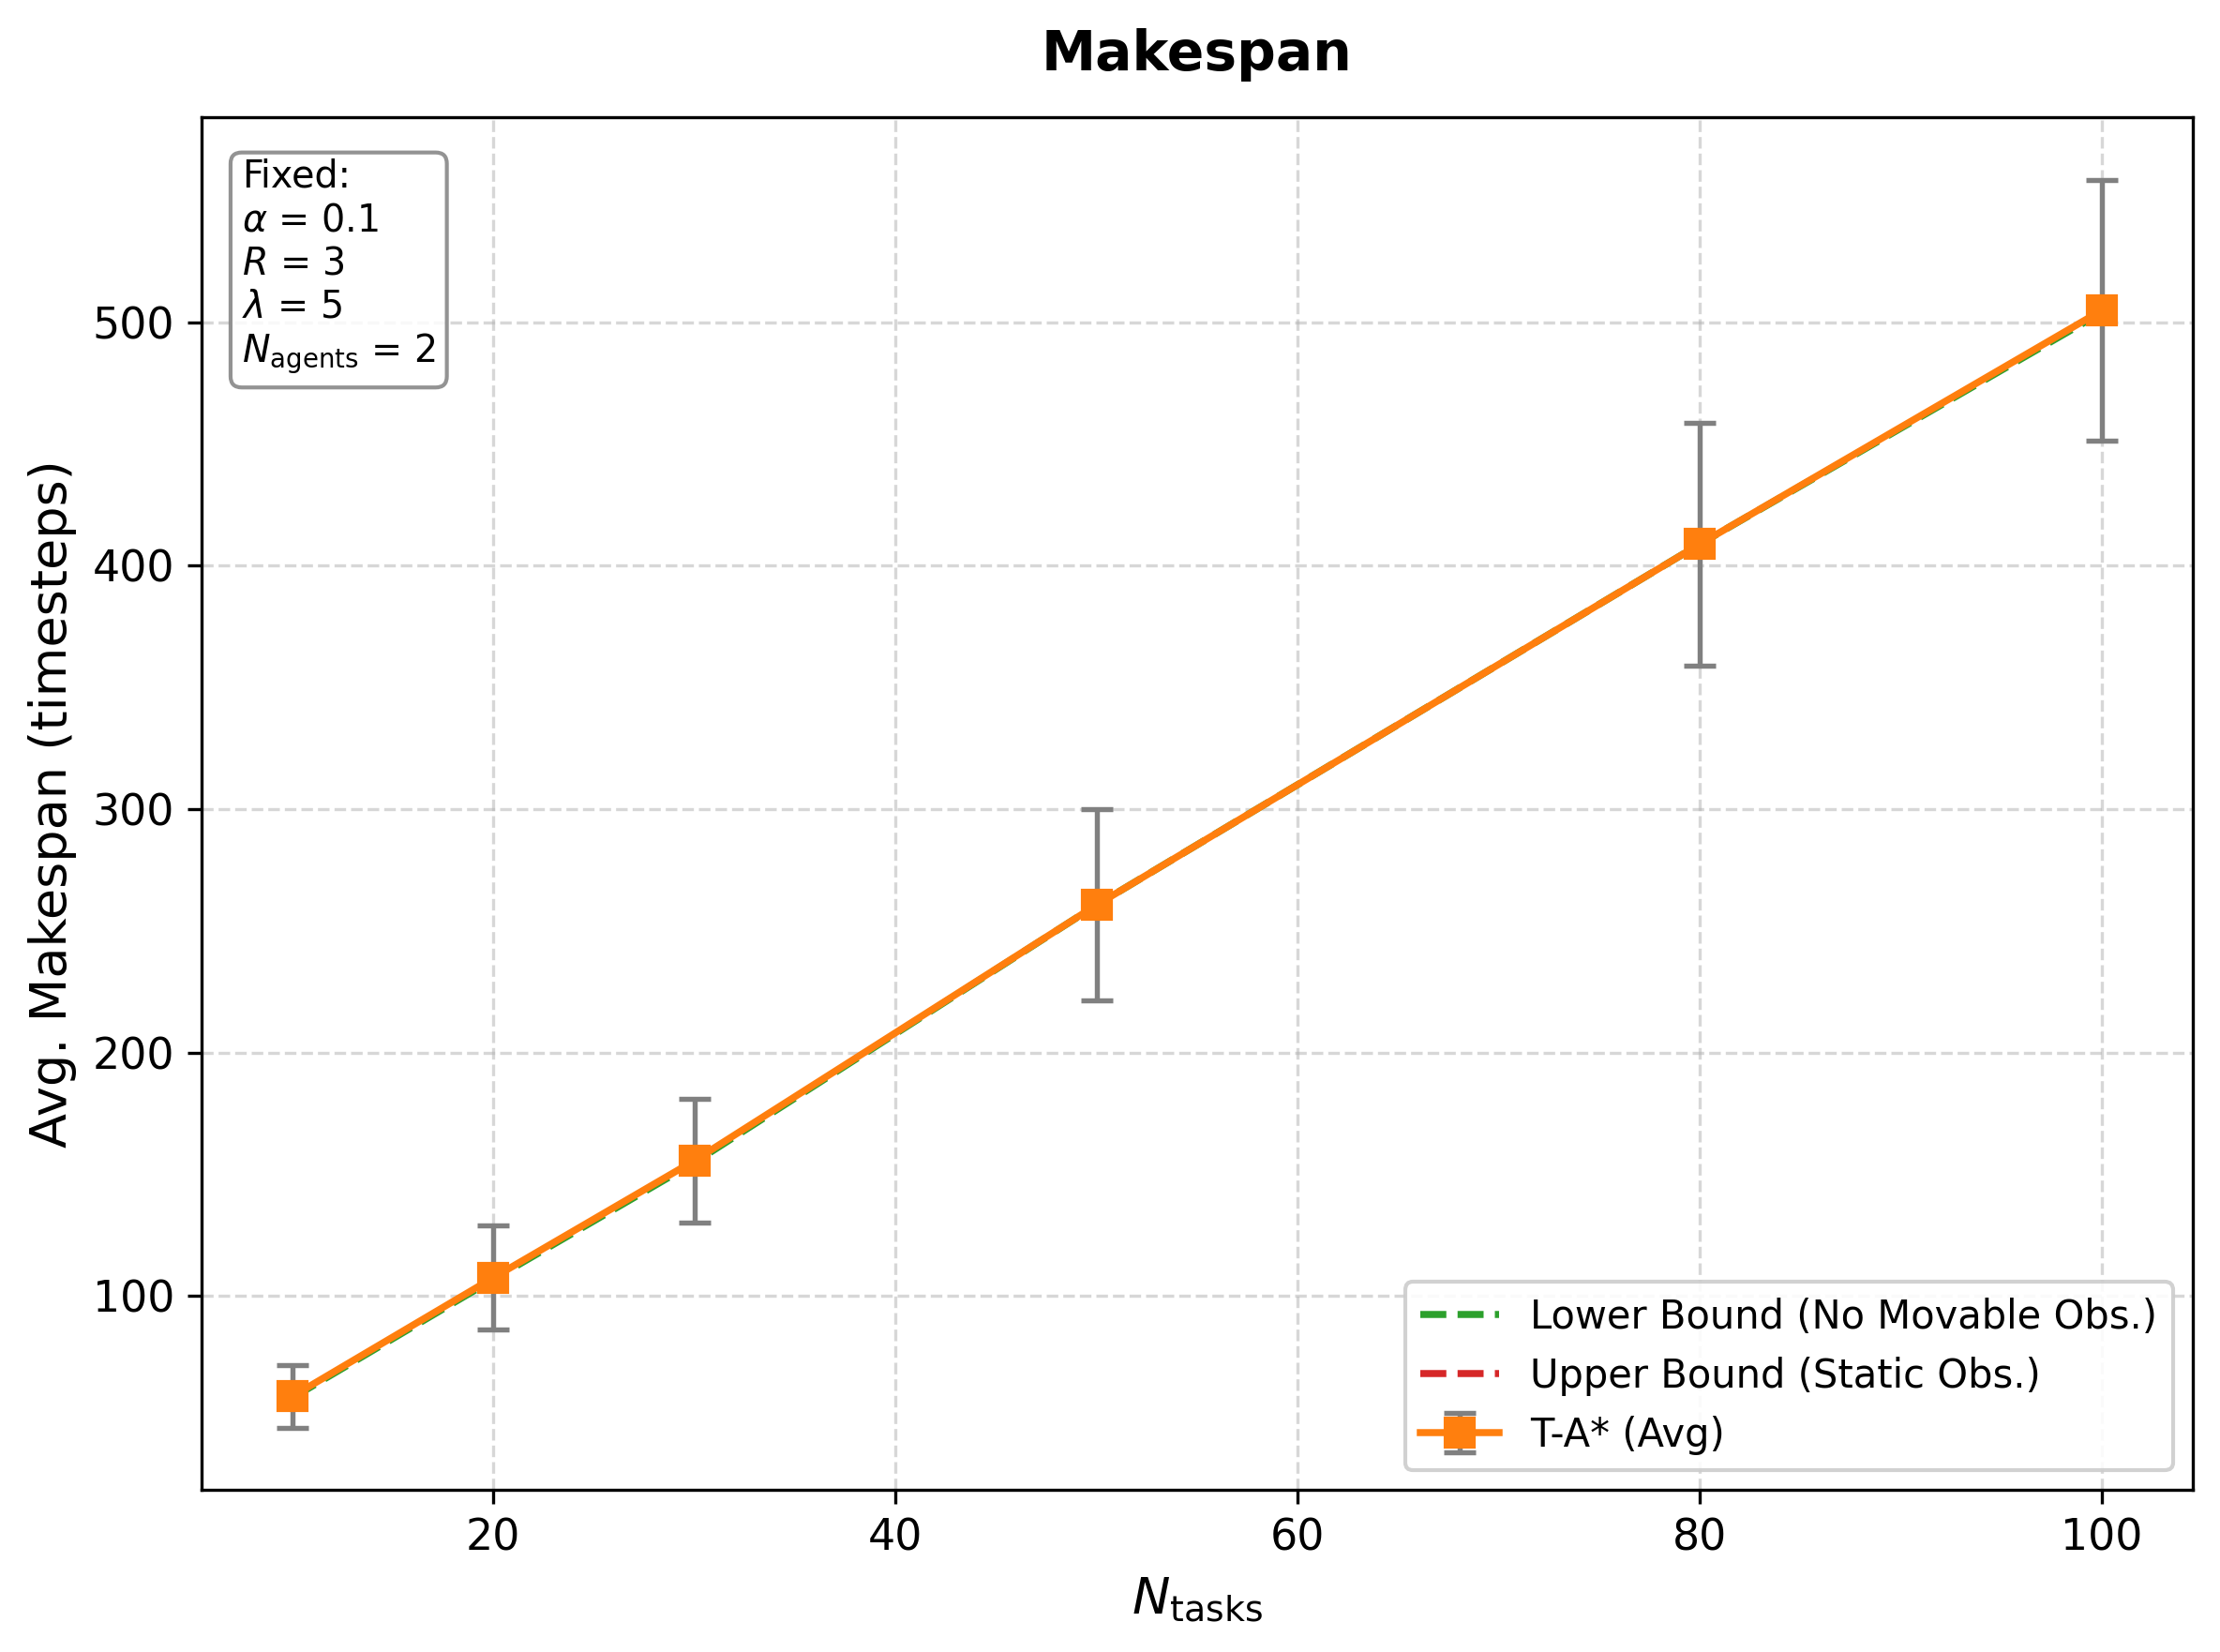 Makespan
Fixed:
α = 0.1
R = 3
λ = 5
N_agents = 2
500
400
300
200
100
Avg. Makespan (timesteps)
Lower Bound (No Movable Obs.)
Upper Bound (Static Obs.)
T-A* (Avg)
20 40 60 80 100
N_tasks